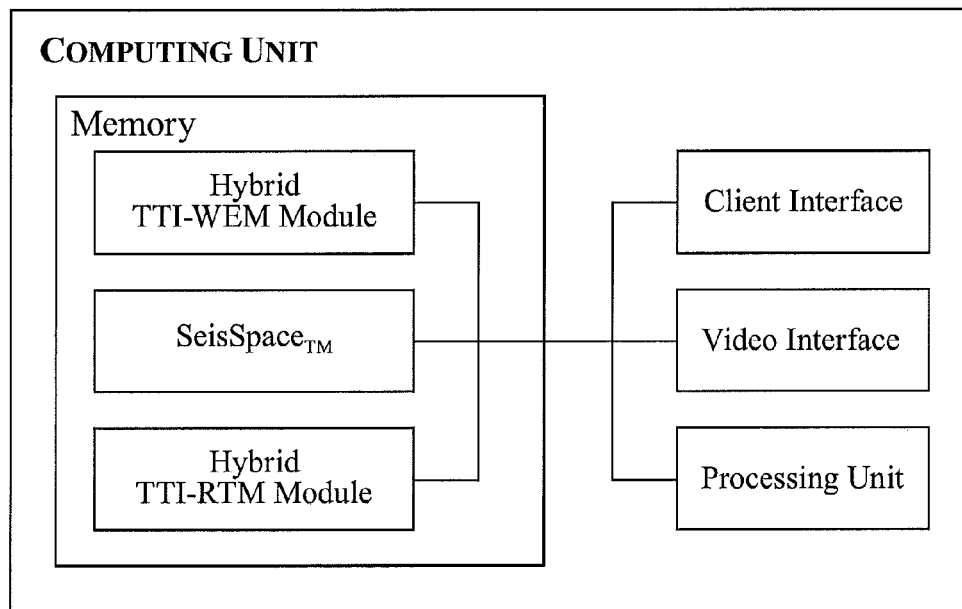 COMPUTING UNIT
Memory
Hybrid
TTI-WEM Module
SeisSpaceTM
Hybrid
TTI-RTM Module
Client Interface
Video Interface
Processing Unit